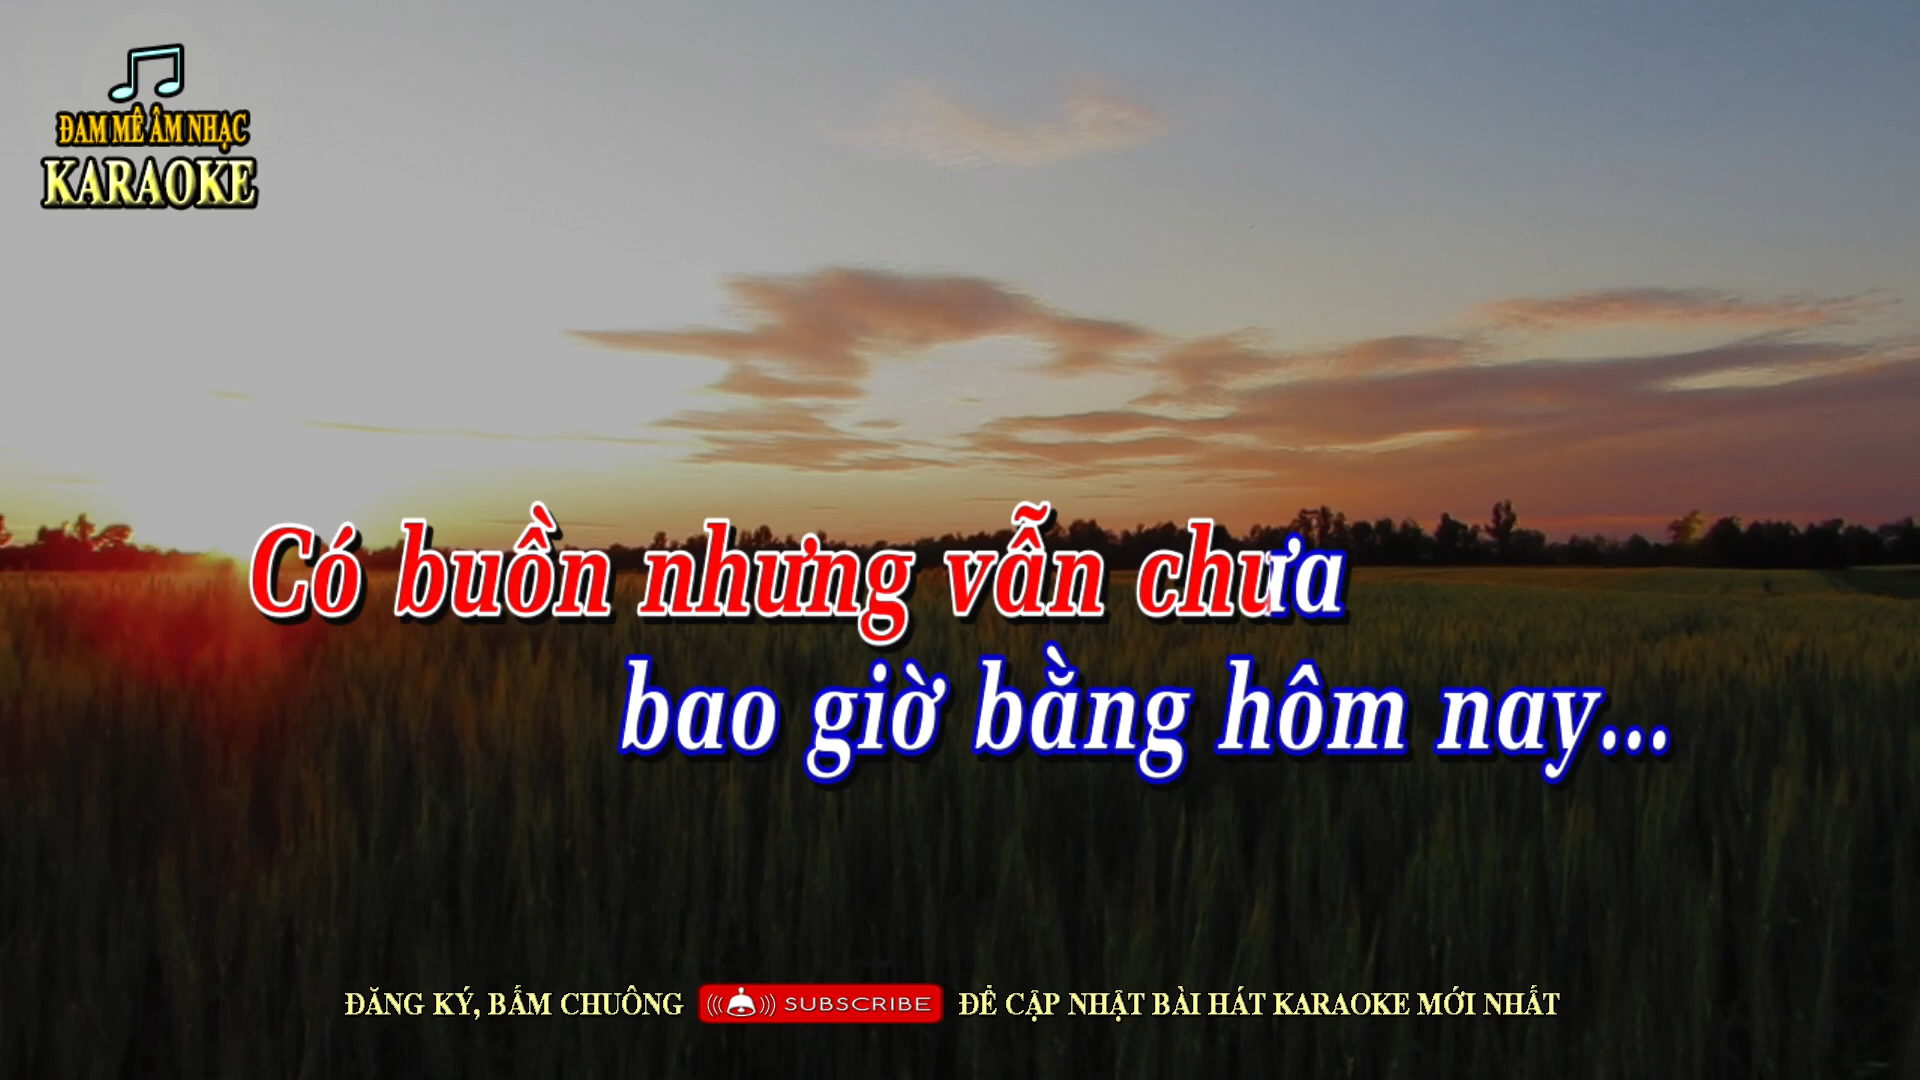 ĐAM MÊ ÂM NHẠC
KARAOKE
Có buồn nhưng vẫn chưa
bao giờ bằng hôm nay...
ĐĂNG KÝ, BẤM CHUÔNG SUBSCRIBE ĐỂ CẬP NHẬT BÀI HÁT KARAOKE MỚI NHẤT